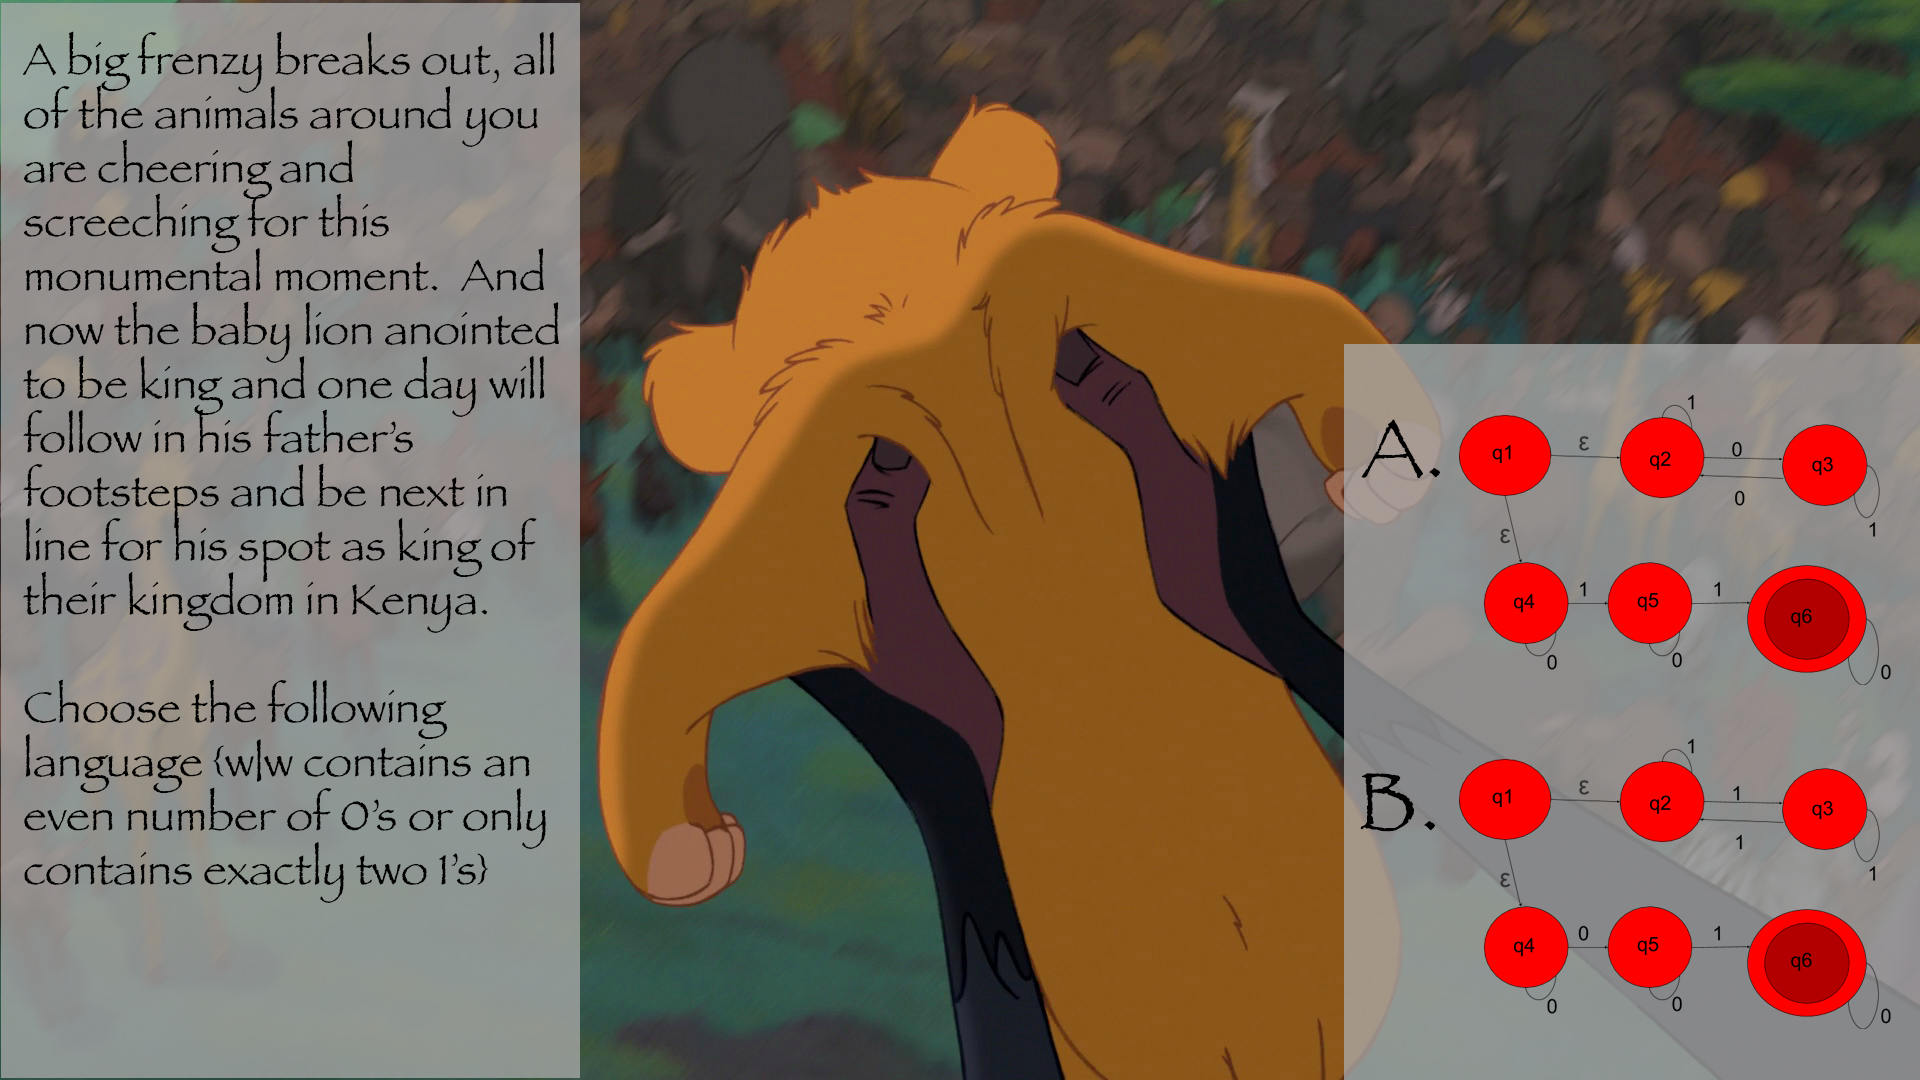 A big frenzy breaks out, all
of the animals around you
are cheering and
screeching for this
monumental moment. And
now the baby lion anointed
to be king and one day will
follow in his father's
footsteps and be next in
line for his spot as king of
their kingdom in Kenya.
Choose the following
language {w|w contains an
even number of 0's or only
contains exactly two 1's}
A.
1
q1 ε q2 0 q3
0
1
ε
q4 1 q5 1 q6
0 0 0
B.
1
q1 ε q2 1 q3
1
1
ε
q4 0 q5 1 q6
0 0 0